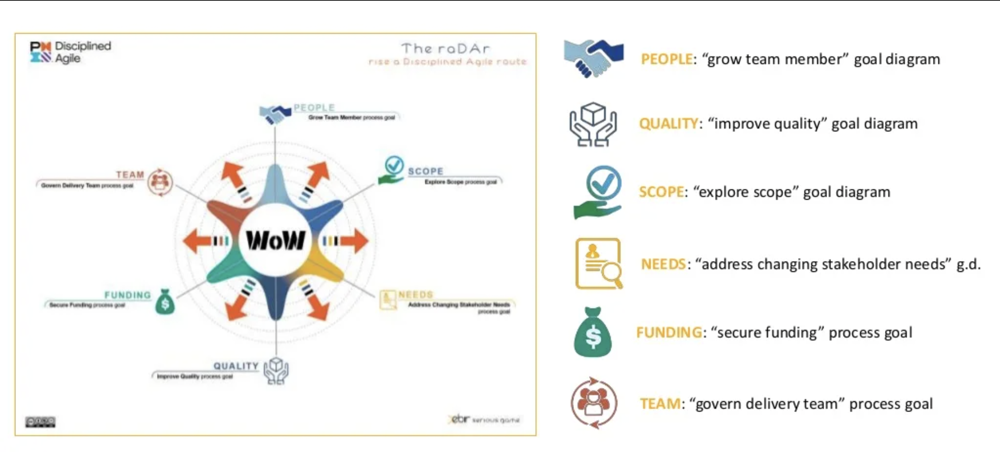 PM
Disciplined
Agile
The raDAr
rise a Disciplined Agile route
PEOPLE
Grow Team Member process goal
SCOPE
Explore Scope process goal
TEAM
Govern Delivery Team process goal
WoW
FUNDING
Secure Funding process goal
NEEDS
Address Changing Stakeholder Needs
process goal
QUALITY
Improve Quality process goal
ebr serious game
PEOPLE: “grow team member” goal diagram
QUALITY: “improve quality” goal diagram
SCOPE: “explore scope” goal diagram
NEEDS: “address changing stakeholder needs” g.d.
FUNDING: “secure funding” process goal
TEAM: “govern delivery team” process goal